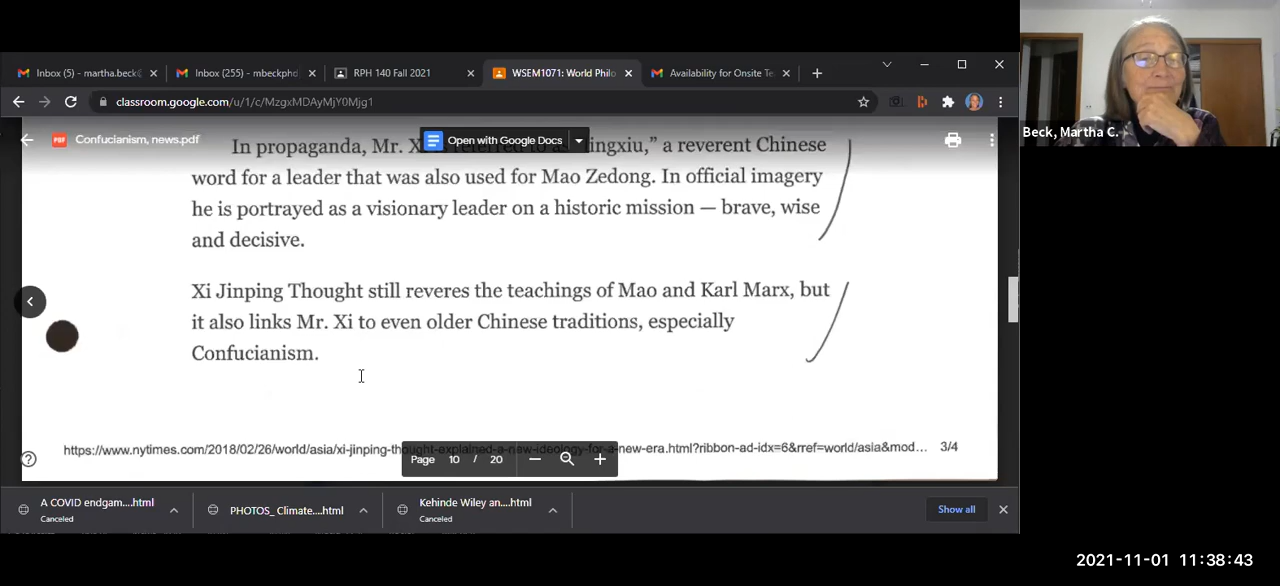 Inbox (5) - martha.beck@
Inbox (255) - mbeckphd
RPH 140 Fall 2021
WSEM1071: World Philo
Availability for Onsite Te
classroom.google.com/u/1/c/MzgxMDAyMjY0Mjg1
Beck, Martha C.
PDF
Confucianism, news.pdf
Open with Google Docs
In propaganda, Mr. X lingxiu,” a reverent Chinese
word for a leader that was also used for Mao Zedong. In official imagery
he is portrayed as a visionary leader on a historic mission — brave, wise
and decisive.
Xi Jinping Thought still reveres the teachings of Mao and Karl Marx, but
it also links Mr. Xi to even older Chinese traditions, especially
Confucianism.
https://www.nytimes.com/2018/02/26/world/asia/xi-jinping-thought-explained-a-new-ideology-for-a-new-era.html?ribbon-ad-idx=6&rref=world/asia&mod... 3/4
Page 10 / 20
A COVID endgam....html
Canceled
PHOTOS_ Climate....html
Kehinde Wiley an....html
Canceled
Show all
2021-11-01 11:38:43